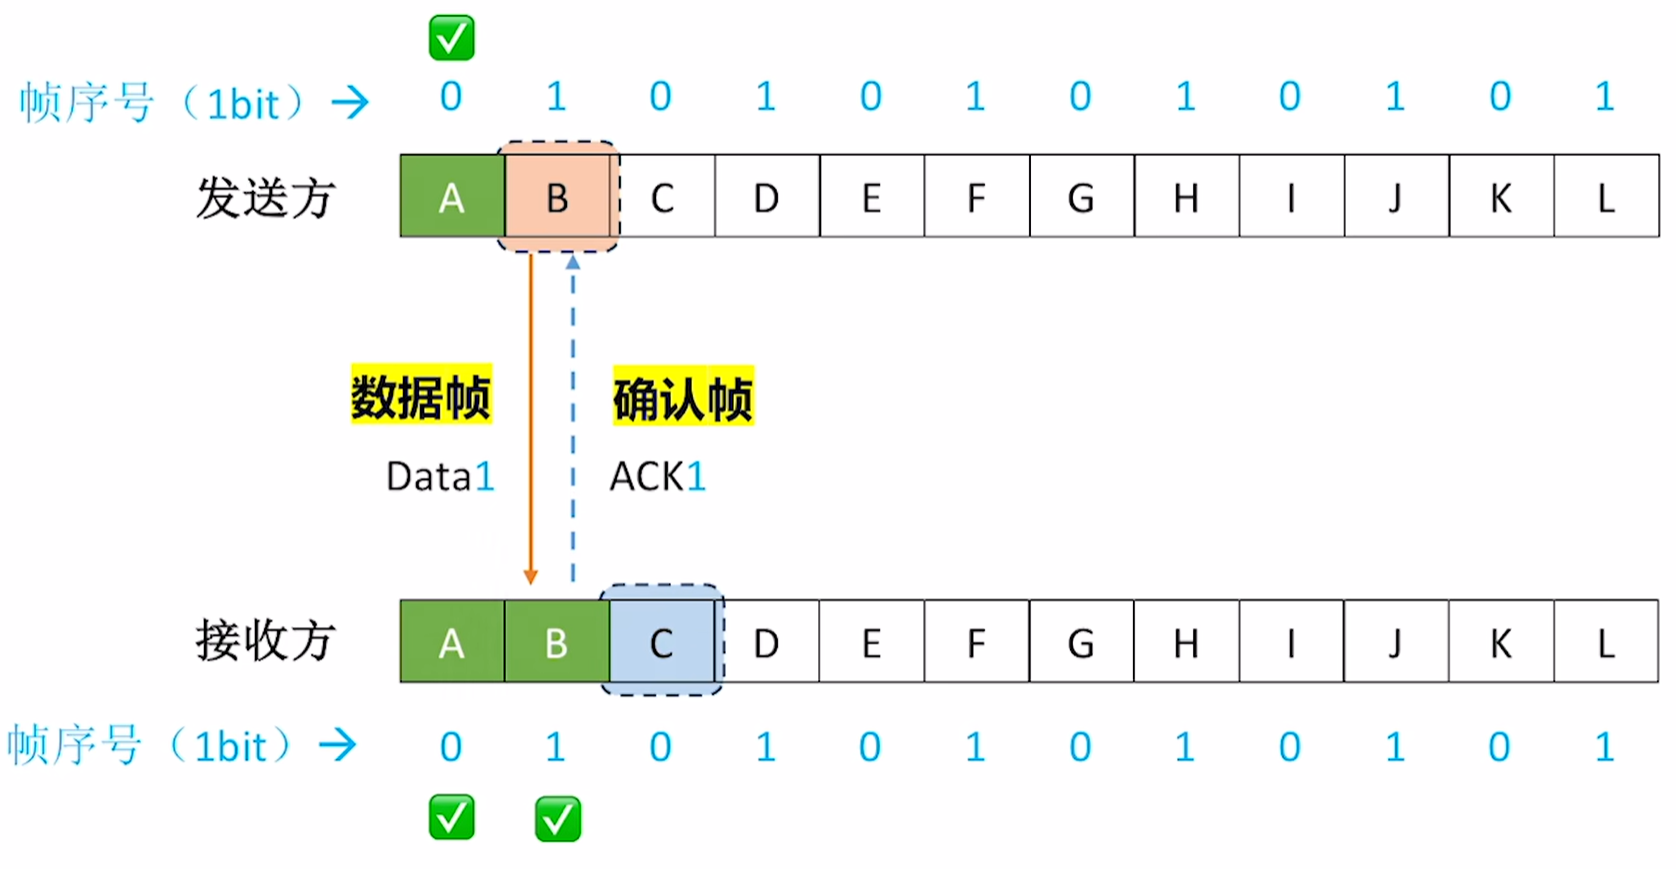 帧序号（1bit）→ 0 1 0 1 0 1 0 1 0 1 0 1
发送方 A B C D E F G H I J K L
数据帧 确认帧
Data1 ACK1
接收方 A B C D E F G H I J K L
帧序号（1bit）→ 0 1 0 1 0 1 0 1 0 1 0 1